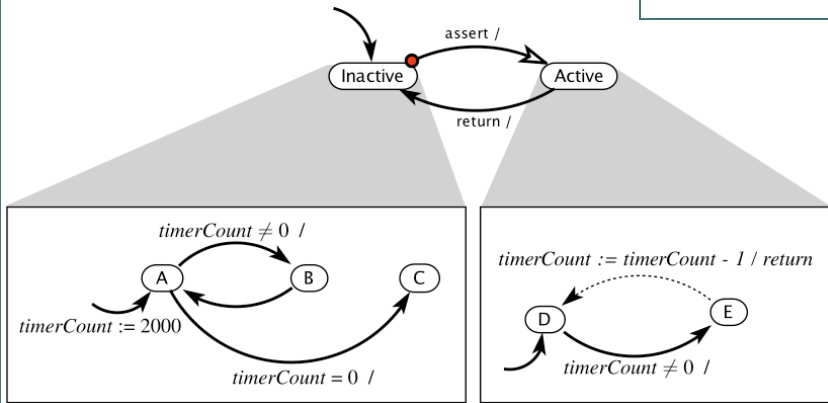 assert /
Inactive
Active
return /
timerCount ≠ 0 /
A
B
C
timerCount := 2000
timerCount = 0 /
timerCount := timerCount - 1 / return
D
E
timerCount ≠ 0 /